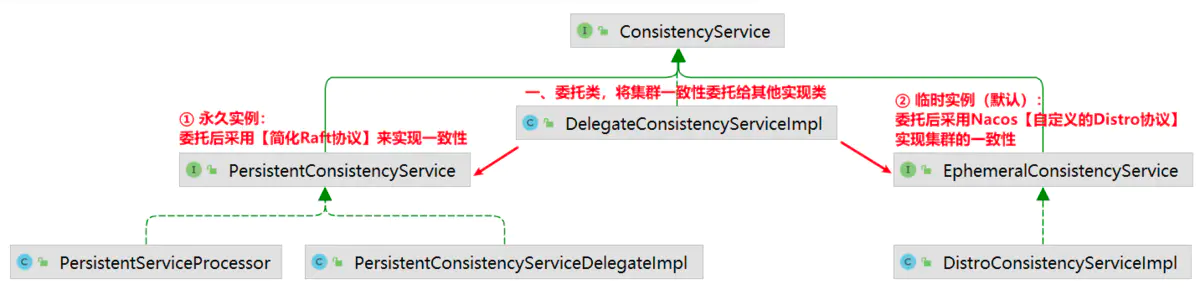 I ConsistencyService
一、委托类，将集群一致性委托给其他实现类
C DelegateConsistencyServiceImpl
① 永久实例：
委托后采用【简化Raft协议】来实现一致性
I PersistentConsistencyService
② 临时实例（默认）：
委托后采用Nacos【自定义的Distro协议】
实现集群的一致性
I EphemeralConsistencyService
C PersistentServiceProcessor
C PersistentConsistencyServiceDelegateImpl
C DistroConsistencyServiceImpl